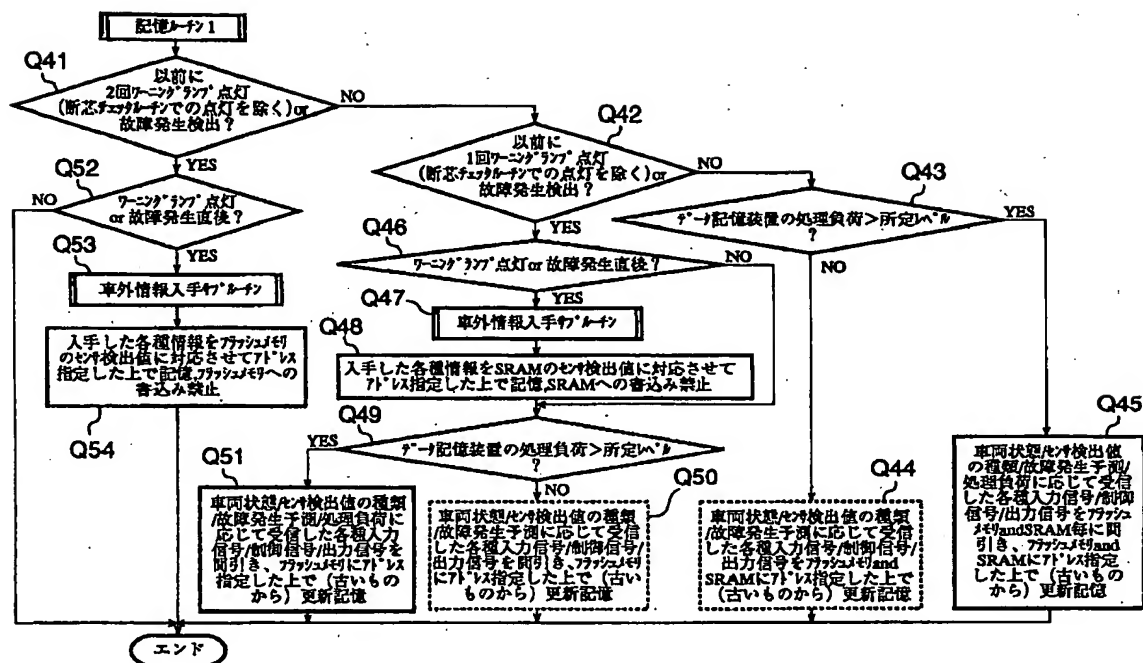 記憶ルーチン1
Q41
以前に
2回ワーニングランプ点灯
(断芯チェックルーチンでの点灯を除く)or
故障発生検出?
NO
YES
Q42
以前に
1回ワーニングランプ点灯
(断芯チェックルーチンでの点灯を除く)or
故障発生検出?
NO
YES
Q43
データ記憶装置の処理負荷>所定レベル
?
YES
NO
Q52
ワーニングランプ点灯
or故障発生直後?
NO
YES
Q53
車外情報入手サブルーチン
入手した各種情報をフラッシュメモリ
のセンサ検出値に対応させてアドレス
指定した上で記憶,フラッシュメモリーへの
書込み禁止
Q54
Q46
ワーニングランプ点灯or故障発生直後?
NO
YES
Q47
車外情報入手サブルーチン
Q48
入手した各種情報をSRAMのセンサ検出値に対応させて
アドレス指定した上で記憶,SRAMへの書込み禁止
Q49
データ記憶装置の処理負荷>所定レベル
?
YES
NO
Q51
車両状態/センサ検出値の種類
/故障発生予測/処理負荷に
応じて受信した各種入力
信号/制御信号/出力信号を
間引き、フラッシュメモリにアドレス
指定した上で(古いもの
から)更新記憶
Q50
車両状態/センサ検出値の種類
/故障発生予測に応じて受信
した各種入力信号/制御信号/
出力信号を間引き、フラッシュメモリ
にアドレス指定した上で(古い
ものから)更新記憶
Q44
車両状態/センサ検出値の種類
/故障発生予測に応じて受信し
た各種入力信号/制御信号/
出力信号をフラッシュメモリand
SRAMにアドレス指定した上で
(古いものから)更新記憶
Q45
車両状態/センサ検出値
の種類/故障発生予測/
処理負荷に応じて受信
した各種入力信号/制御
信号/出力信号をフラッシュ
メモリandSRAM毎に間
引き、フラッシュメモリand
SRAMにアドレス指定
した上で(古いもの
から)更新記憶
エンド